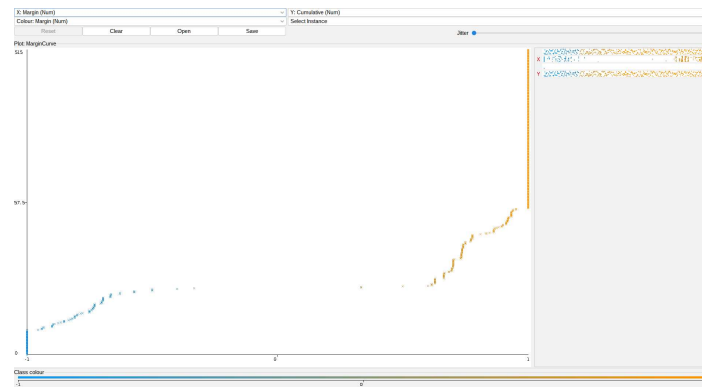 X: Margin (Num)
Y: Cumulative (Num)
Colour: Margin (Num)
Select Instance
Reset
Clear
Open
Save
Jitter
Plot: MarginCurve
515
57.5
0
-1
0
1
X
Y
Class colour
-1
0